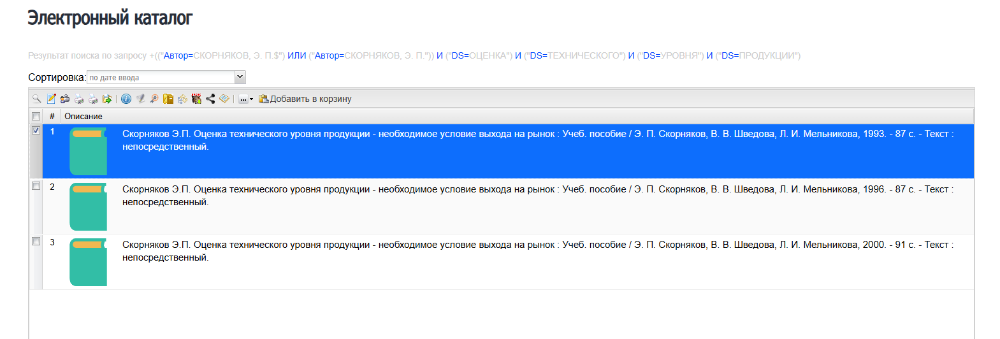 Электронный каталог
Результат поиска по запросу +(("Автор=СКОРНЯКОВ, Э. П.$") ИЛИ ("Автор=СКОРНЯКОВ, Э. П.")) И ("DS=ОЦЕНКА") И ("DS=ТЕХНИЧЕСКОГО") И ("DS=УРОВНЯ") И ("DS=ПРОДУКЦИИ")
Сортировка: по дате ввода
... Добавить в корзину
# Описание
1 Скорняков Э.П. Оценка технического уровня продукции - необходимое условие выхода на рынок : Учеб. пособие / Э. П. Скорняков, В. В. Шведова, Л. И. Мельникова, 1993. - 87 с. - Текст :
непосредственный.
2 Скорняков Э.П. Оценка технического уровня продукции - необходимое условие выхода на рынок : Учеб. пособие / Э. П. Скорняков, В. В. Шведова, Л. И. Мельникова, 1996. - 87 с. - Текст :
непосредственный.
3 Скорняков Э.П. Оценка технического уровня продукции - необходимое условие выхода на рынок : Учеб. пособие / Э. П. Скорняков, В. В. Шведова, Л. И. Мельникова, 2000. - 91 с. - Текст :
непосредственный.